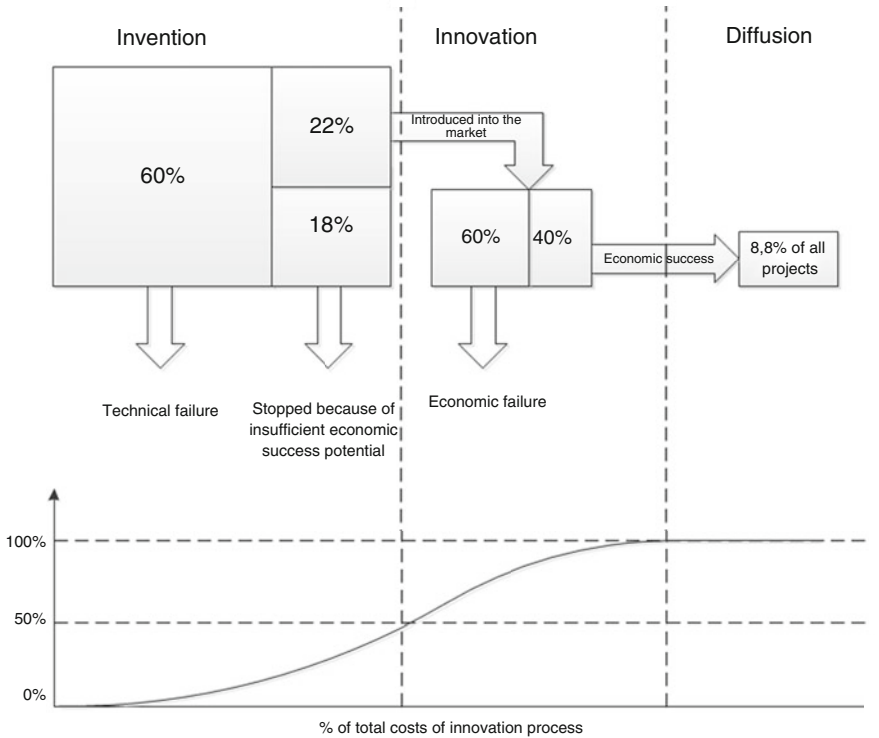 Invention
Innovation
Diffusion
60%
22%
18%
Introduced into the
market
60%
40%
Economic success
8,8% of all
projects
Technical failure
Stopped because of
insufficient economic
success potential
Economic failure
100%
50%
0%
% of total costs of innovation process